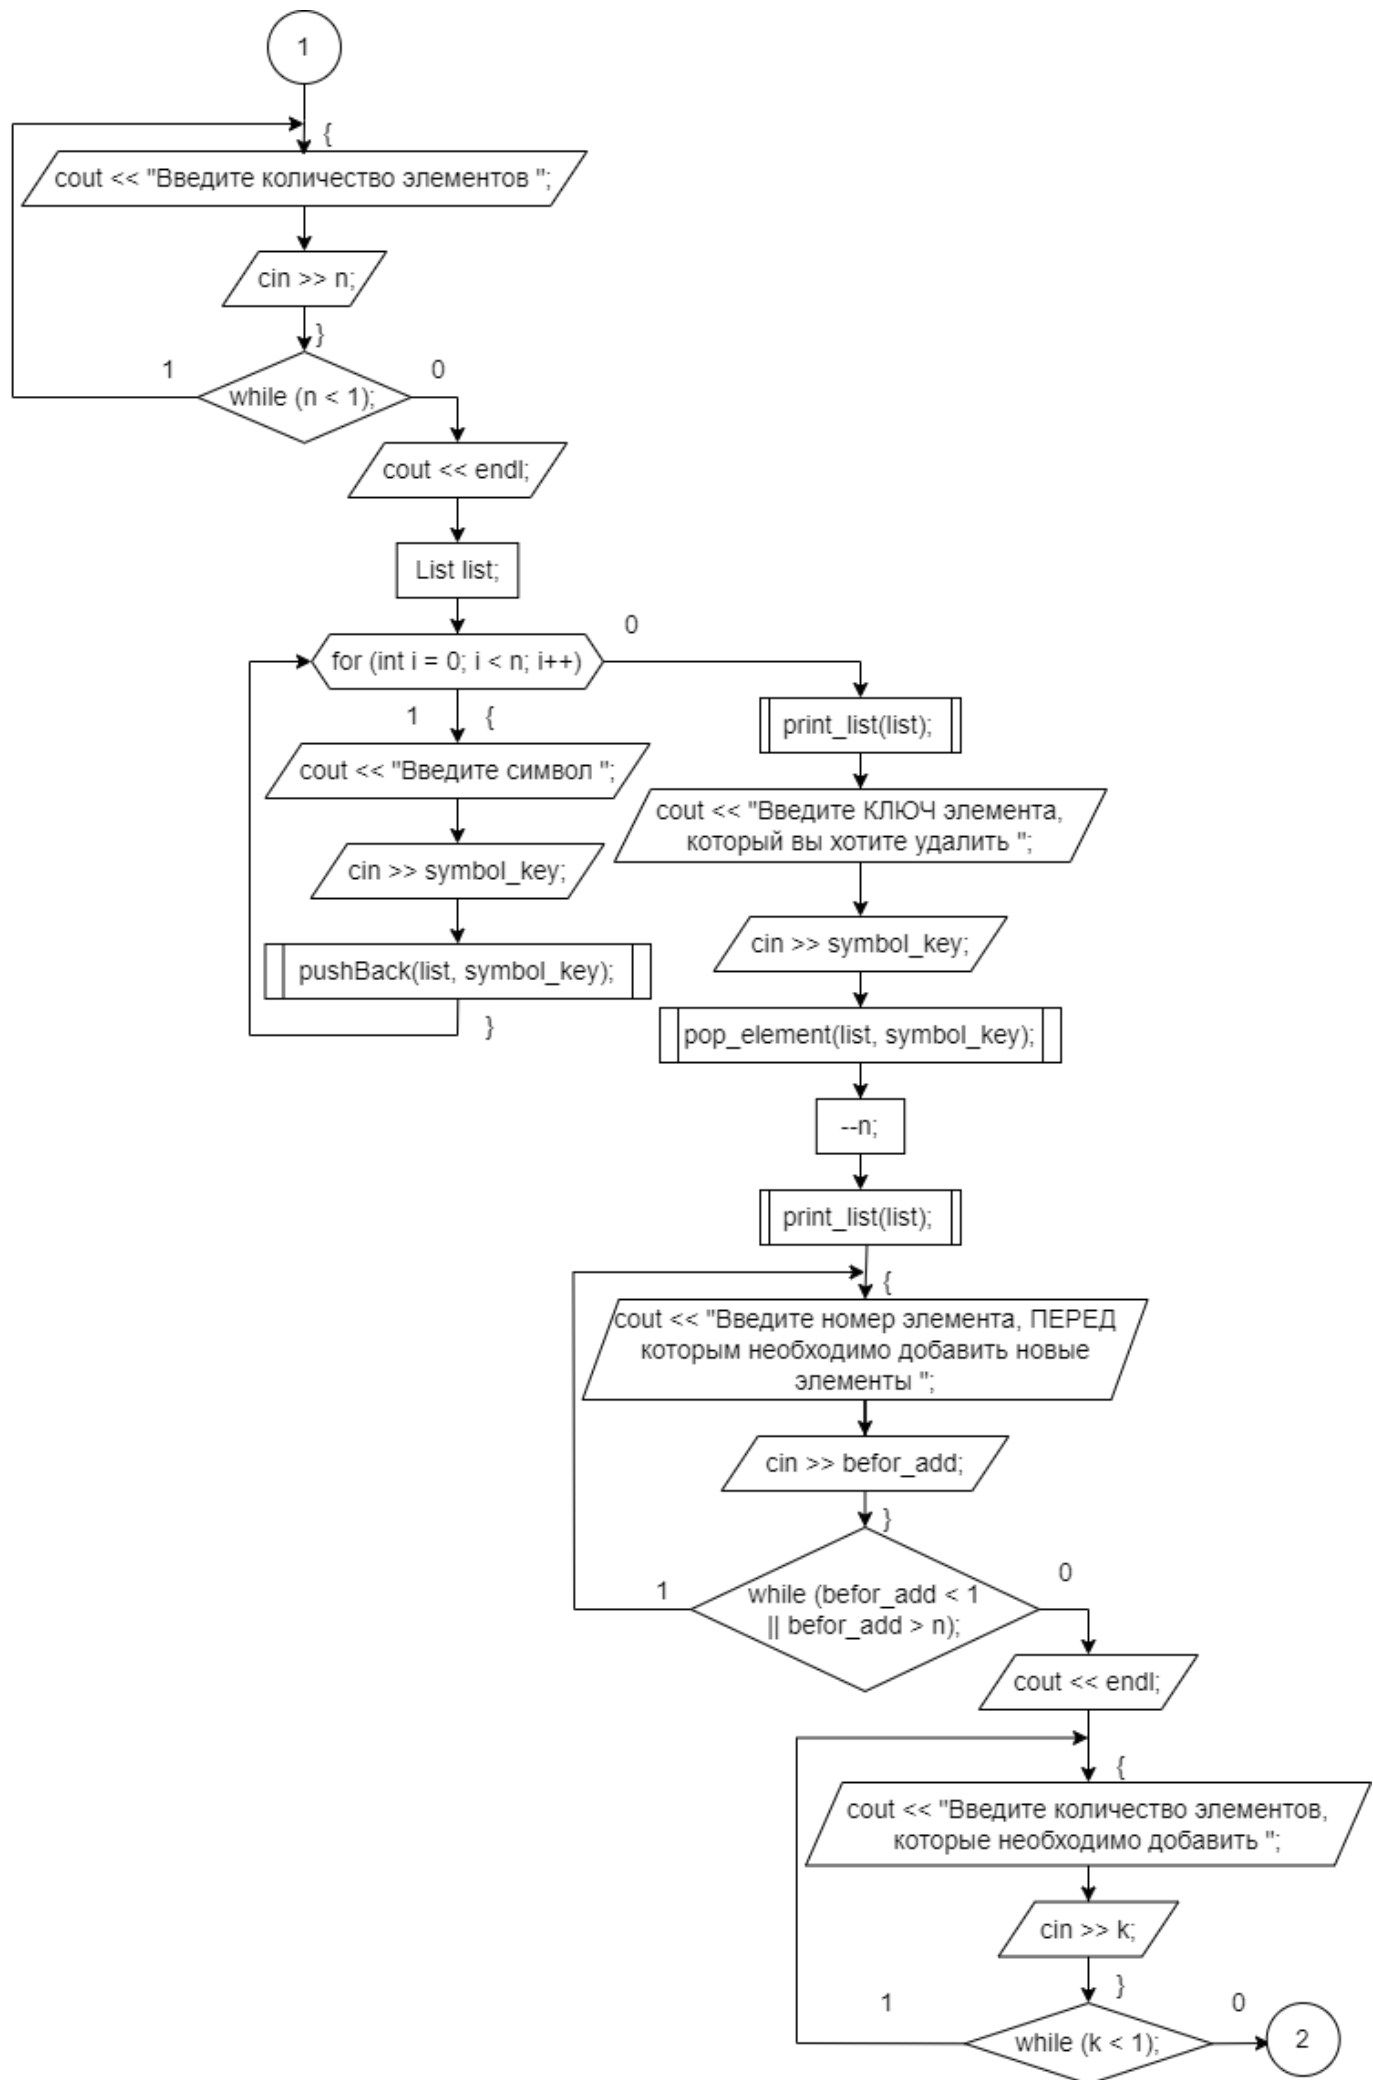 1
{
cout << "Введите количество элементов ";
cin >> n;
}
1
0
while (n < 1);
cout << endl;
List list;
0
for (int i = 0; i < n; i++)
1
{
cout << "Введите символ ";
cin >> symbol_key;
pushBack(list, symbol_key);
}
print_list(list);
cout << "Введите КЛЮЧ элемента,
который вы хотите удалить ";
cin >> symbol_key;
pop_element(list, symbol_key);
--n;
print_list(list);
{
cout << "Введите номер элемента, ПЕРЕД
которым необходимо добавить новые
элементы ";
cin >> befor_add;
}
1
0
while (befor_add < 1
|| befor_add > n);
cout << endl;
{
cout << "Введите количество элементов,
которые необходимо добавить ";
cin >> k;
}
1
0
while (k < 1);
2